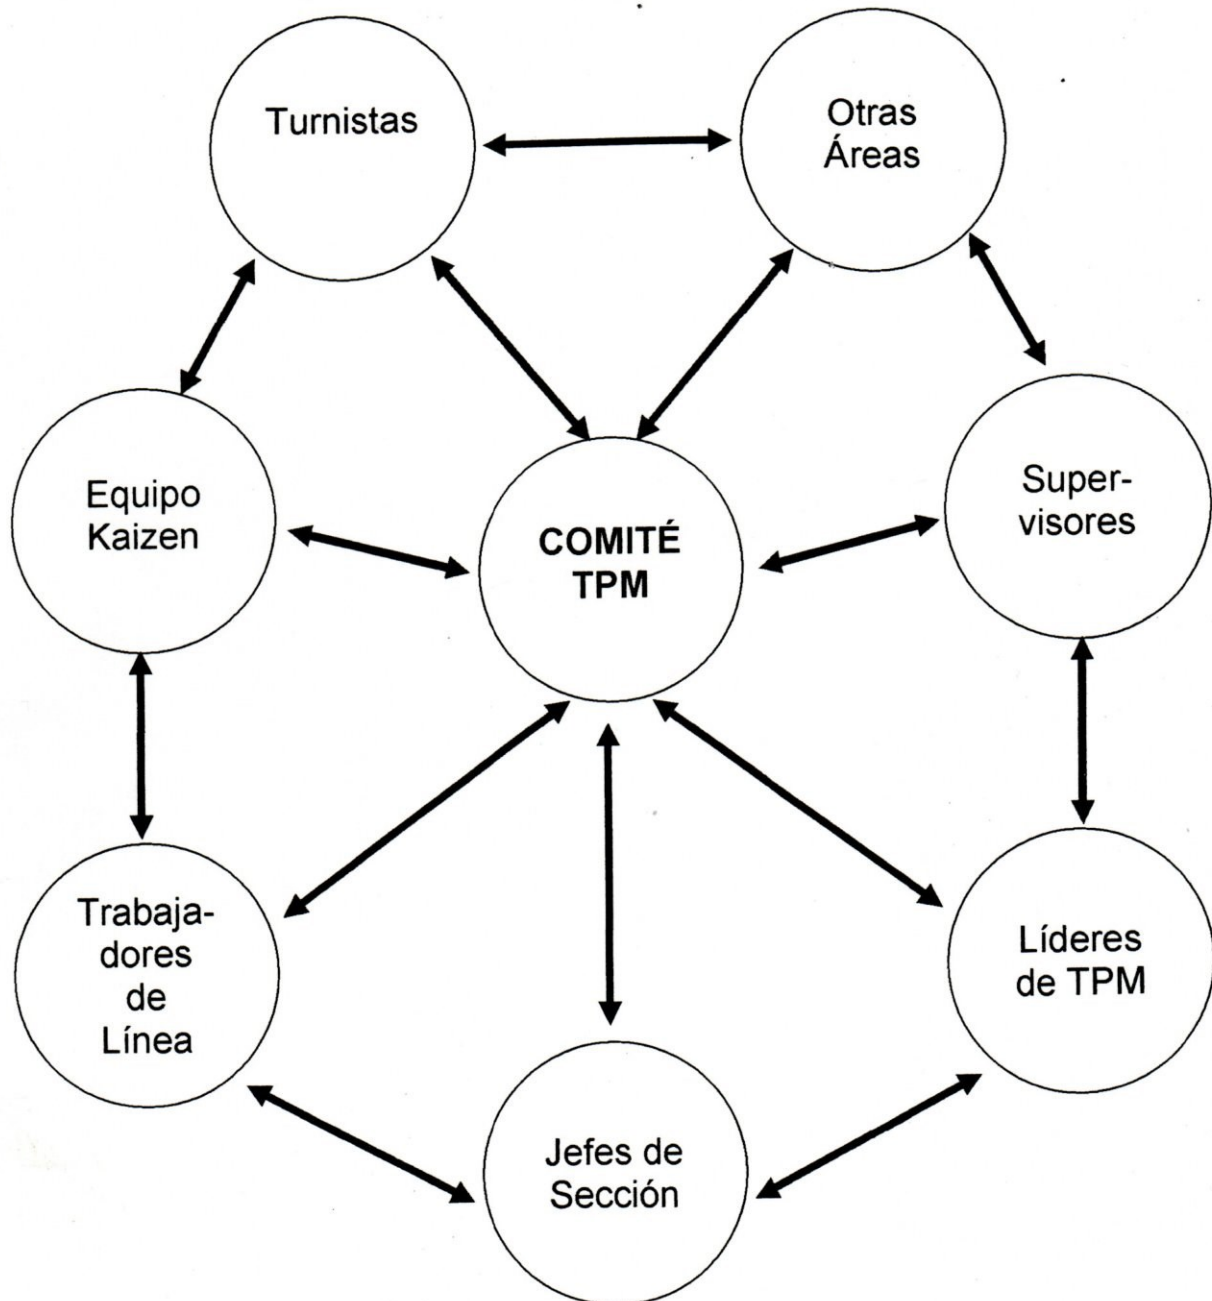 Turnistas
Otras
Áreas
Equipo
Kaizen
COMITÉ
TPM
Super-
visores
Trabaja-
dores
de
Línea
Líderes
de TPM
Jefes de
Sección